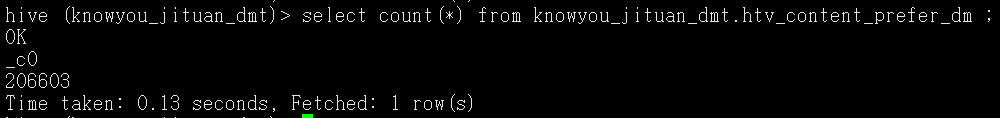 hive (knowyou_jituan_dmt)> select count(*) from knowyou_jituan_dmt.htv_content_prefer_dm ;
OK
_c0
206603
Time taken: 0.13 seconds, Fetched: 1 row(s)